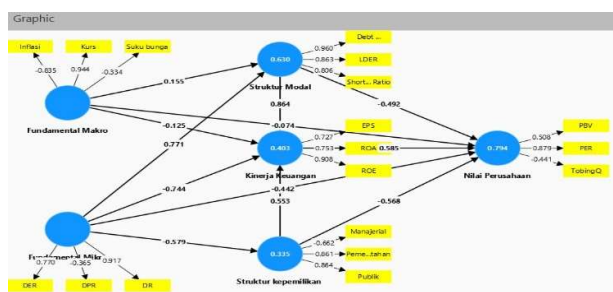 Graphic
Inflasi
Kurs
Suku bunga
-0.835
0.944
-0.334
Fundamental Makro
0.155
-0.125
-0.074
0.771
-0.744
-0.442
-0.579
0.630
Struktur Modal
0.960
0.863
0.806
Debt ...
LDER
Short... Ratio
0.864
-0.492
0.403
Kinerja Keuangan
0.727
0.753
0.908
EPS
ROA
ROE
0.585
0.553
-0.568
0.794
Nilai Perusahaan
0.508
0.879
-0.441
PBV
PER
TobingQ
0.335
Struktur kepemilikan
-0.662
0.861
0.864
Manajerial
Peme...tahan
Publik
0.770
-0.365
0.917
DER
DPR
DR